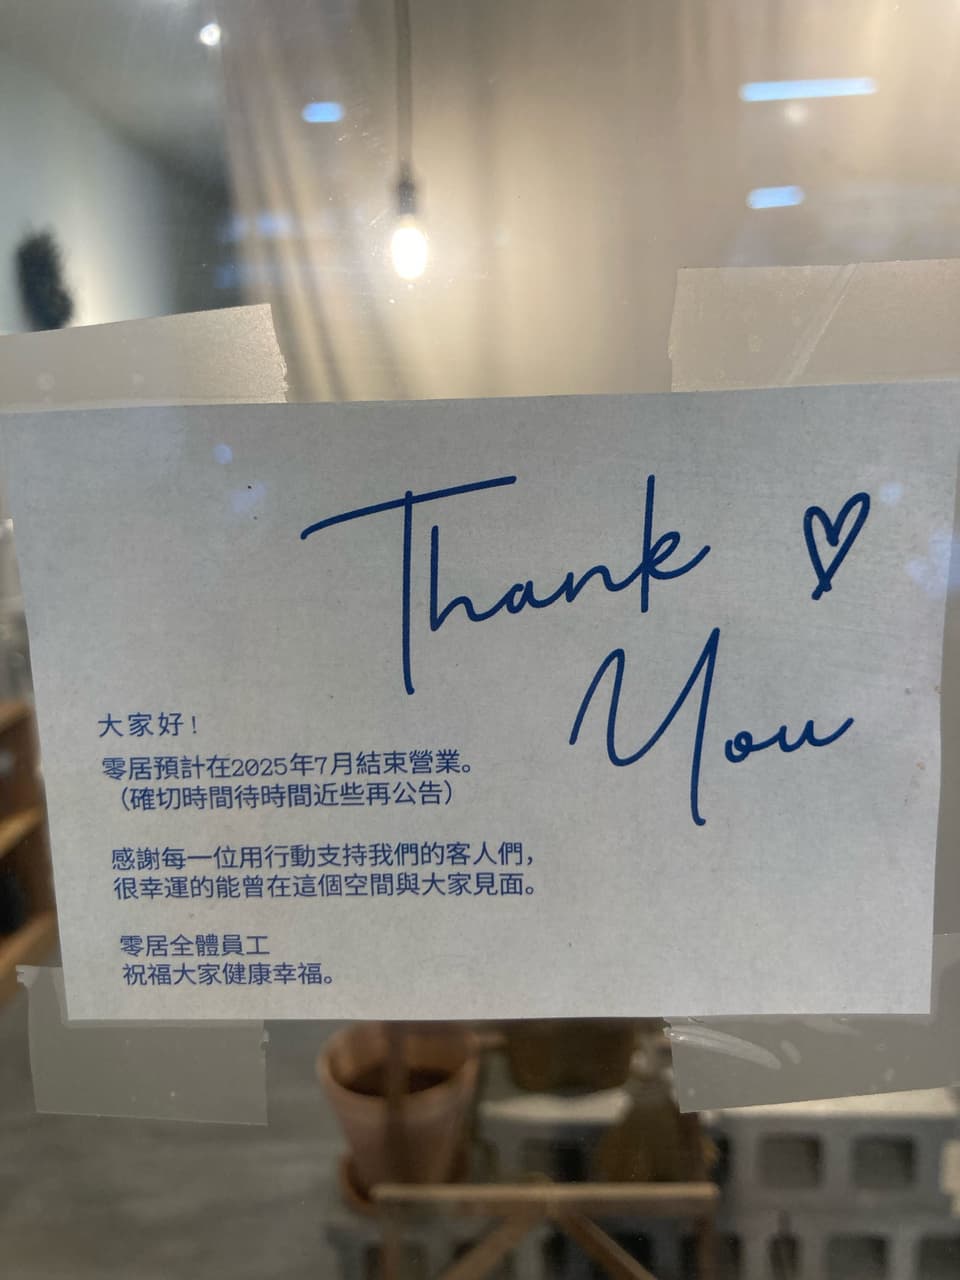 Thank
You
大家好！
零居預計在2025年7月結束營業。
（確切時間待時間近些再公告）
感謝每一位用行動支持我們的客人們，
很幸運的能曾在這個空間與大家見面。
零居全體員工
祝福大家健康幸福。